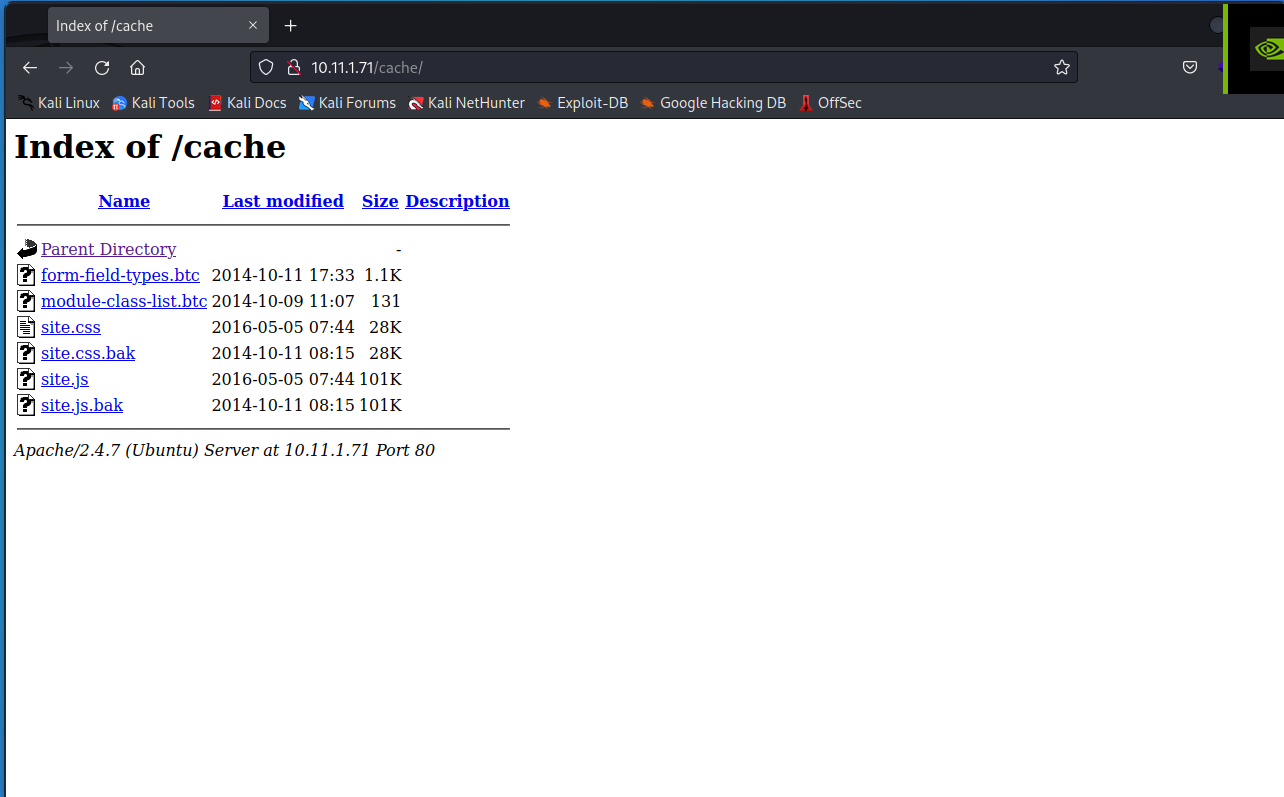 Index of /cache
10.11.1.71/cache/
Kali Linux Kali Tools Kali Docs Kali Forums Kali NetHunter Exploit-DB Google Hacking DB OffSec
Index of /cache
Name Last modified Size Description
Parent Directory -
form-field-types.btc 2014-10-11 17:33 1.1K
module-class-list.btc 2014-10-09 11:07 131
site.css 2016-05-05 07:44 28K
site.css.bak 2014-10-11 08:15 28K
site.js 2016-05-05 07:44 101K
site.js.bak 2014-10-11 08:15 101K
Apache/2.4.7 (Ubuntu) Server at 10.11.1.71 Port 80